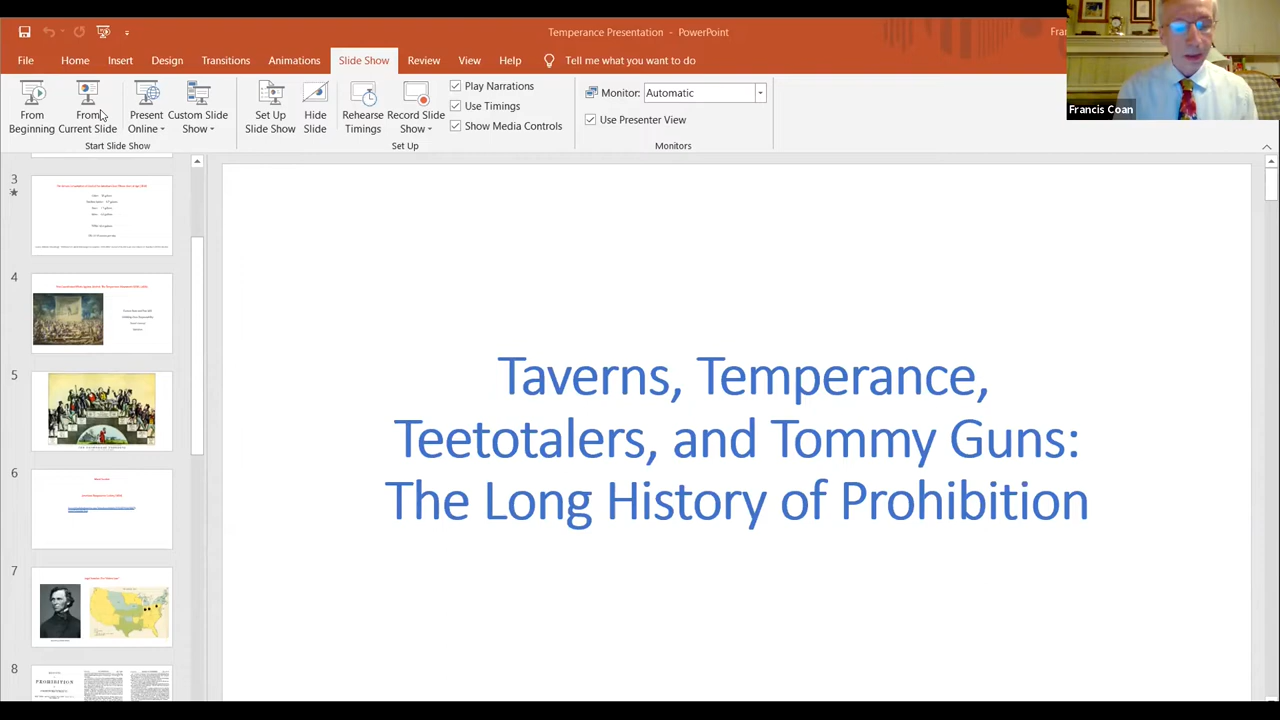 Temperance Presentation - PowerPoint
Fran
File Home Insert Design Transitions Animations Slide Show Review View Help Tell me what you want to do
Francis Coan
From Beginning
From Current Slide
Present Online
Custom Slide Show
Start Slide Show
Set Up Slide Show
Hide Slide
Rehearse Timings
Record Slide Show
Play Narrations
Use Timings
Show Media Controls
Set Up
Monitor: Automatic
Use Presenter View
Monitors
3
4
5
6
7
8
PROHIBITION
Taverns, Temperance,
Teetotalers, and Tommy Guns:
The Long History of Prohibition